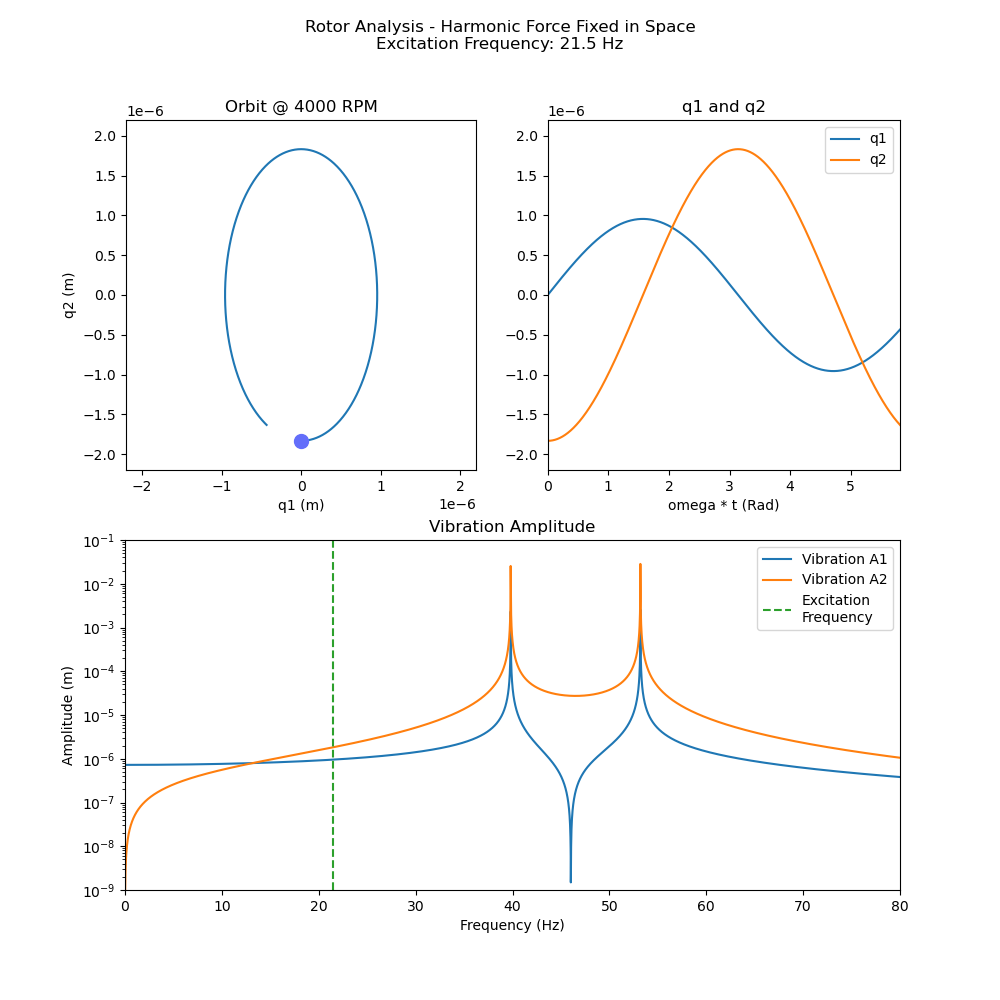 Rotor Analysis - Harmonic Force Fixed in Space
Excitation Frequency: 21.5 Hz
Orbit @ 4000 RPM
1e−6
2.0
1.5
1.0
0.5
0.0
−0.5
−1.0
−1.5
−2.0
q2 (m)
−2
−1
0
1
2
q1 (m)
1e−6
q1 and q2
1e−6
q1
q2
2.0
1.5
1.0
0.5
0.0
−0.5
−1.0
−1.5
−2.0
0
1
2
3
4
5
omega * t (Rad)
Vibration Amplitude
Vibration A1
Vibration A2
Excitation
Frequency
10⁻¹
10⁻²
10⁻³
10⁻⁴
10⁻⁵
10⁻⁶
10⁻⁷
10⁻⁸
10⁻⁹
Amplitude (m)
0
10
20
30
40
50
60
70
80
Frequency (Hz)